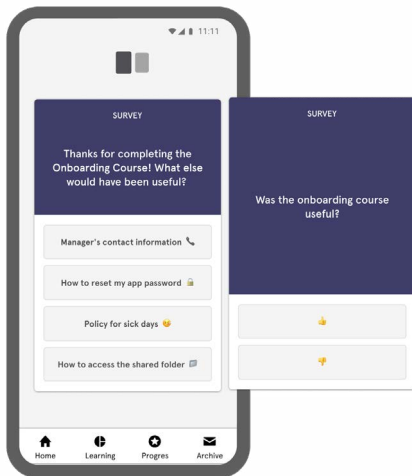 11:11
SURVEY
Thanks for completing the
Onboarding Course! What else
would have been useful?
Manager's contact information 📞
How to reset my app password 🔒
Policy for sick days 🤒
How to access the shared folder
Home Learning Progres Archive
SURVEY
Was the onboarding course
useful?
👍
👎